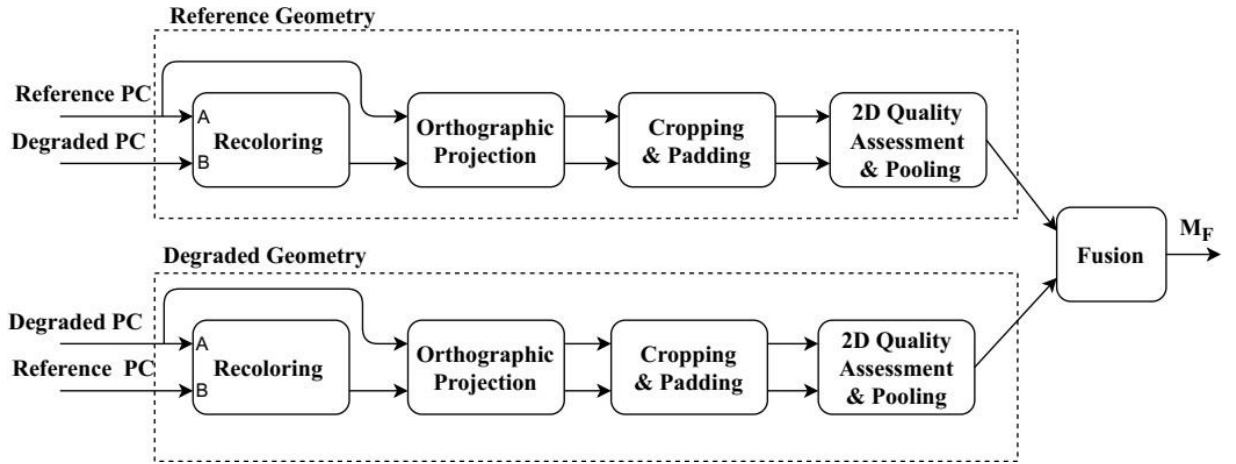 Reference Geometry
Reference PC
Degraded PC
A
B
Recoloring
Orthographic
Projection
Cropping
& Padding
2D Quality
Assessment
& Pooling
Degraded Geometry
Degraded PC
Reference PC
A
B
Recoloring
Orthographic
Projection
Cropping
& Padding
2D Quality
Assessment
& Pooling
Fusion
M_F